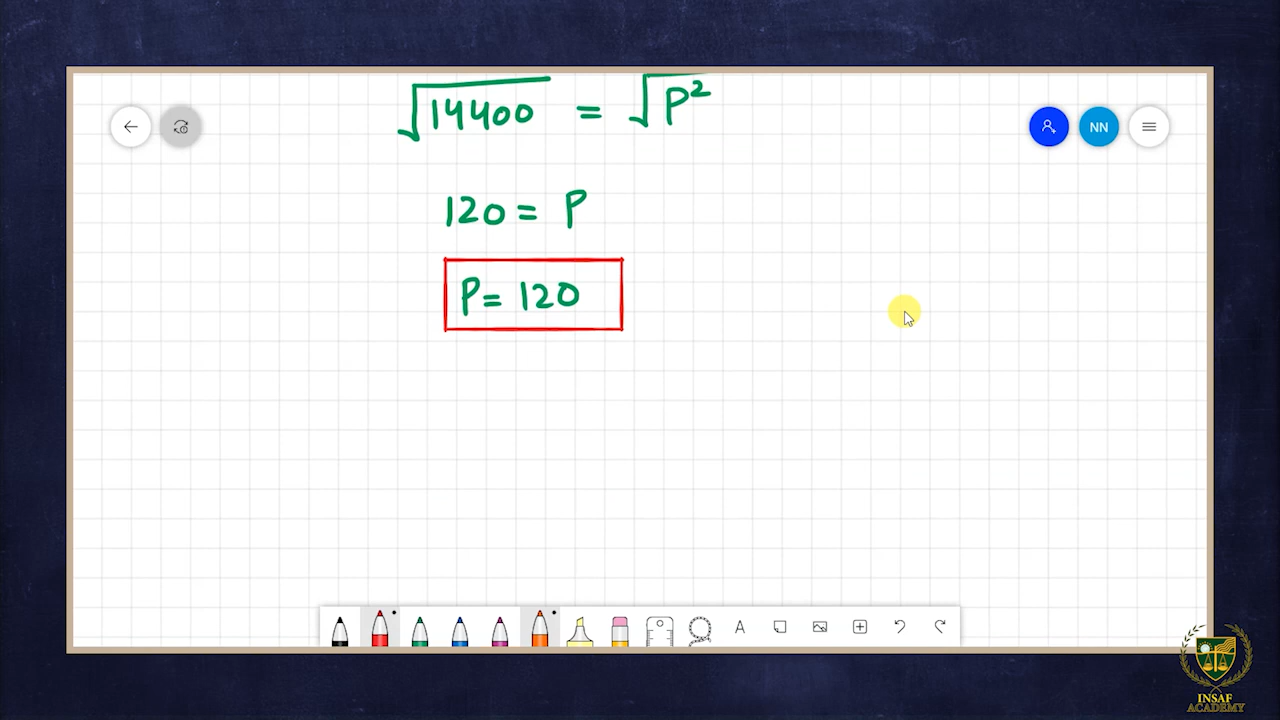 √14400 = √P²
120 = P
P = 120
NN
A
INSAF
ACADEMY